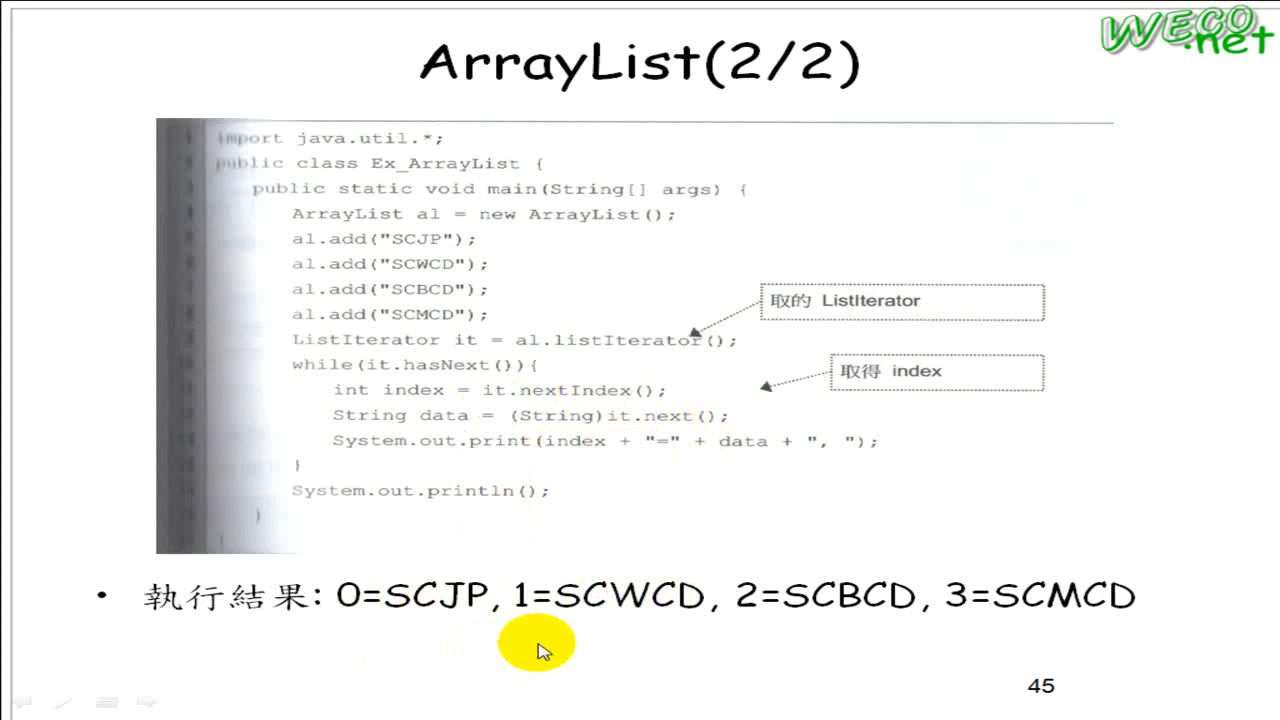 WECO.net
ArrayList(2/2)
import java.util.*;
public class Ex_ArrayList {
public static void main(String[] args) {
ArrayList al = new ArrayList();
al.add("SCJP");
al.add("SCWCD");
al.add("SCBCD");
al.add("SCMCD");
取的 ListIterator
ListIterator it = al.listIterator();
while(it.hasNext()){
取得 index
int index = it.nextIndex();
String data = (String)it.next();
System.out.print(index + "=" + data + ", ");
}
System.out.println();
}
• 執行結果: 0=SCJP, 1=SCWCD, 2=SCBCD, 3=SCMCD
45